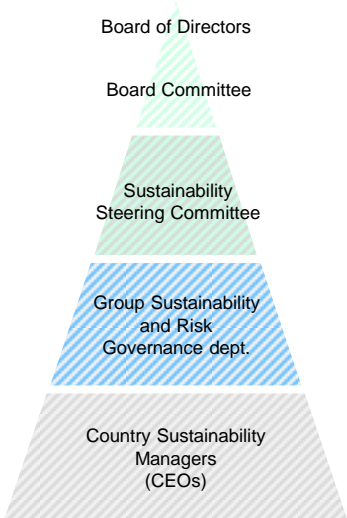 Board of Directors
Board Committee
Sustainability
Steering Committee
Group Sustainability
and Risk
Governance dept.
Country Sustainability
Managers
(CEOs)